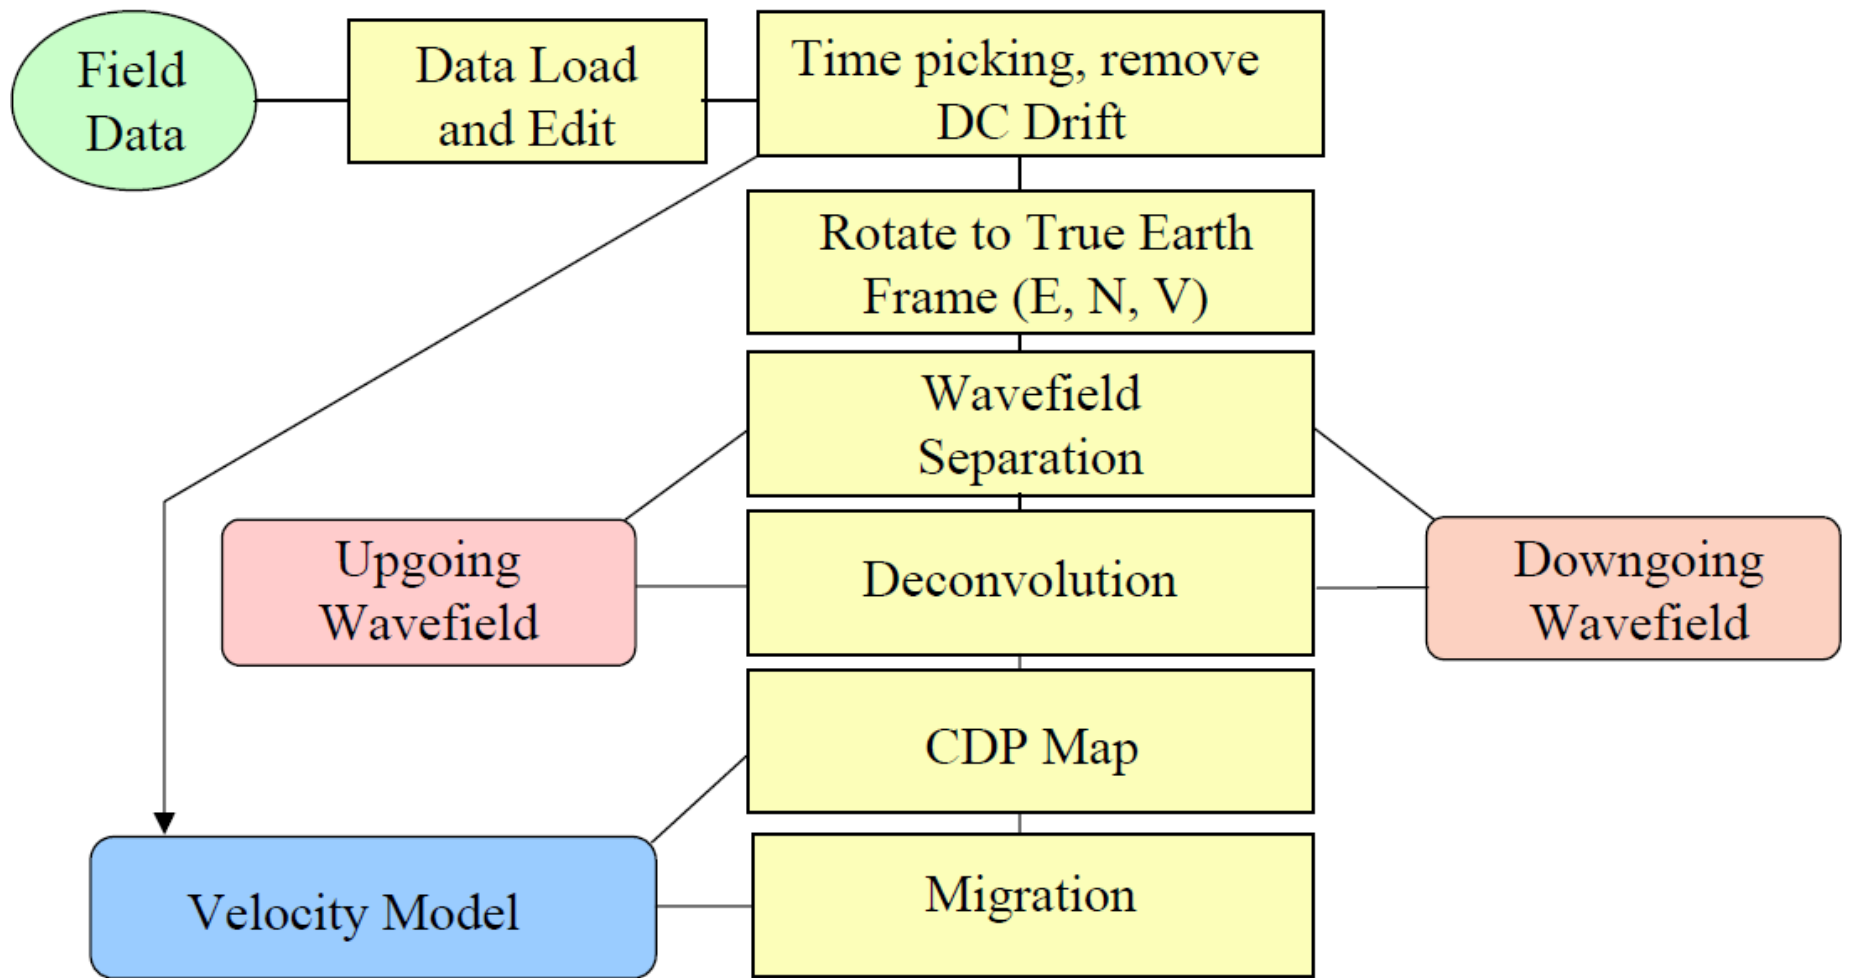 Field
Data
Data Load
and Edit
Time picking, remove
DC Drift
Rotate to True Earth
Frame (E, N, V)
Wavefield
Separation
Upgoing
Wavefield
Deconvolution
Downgoing
Wavefield
CDP Map
Velocity Model
Migration